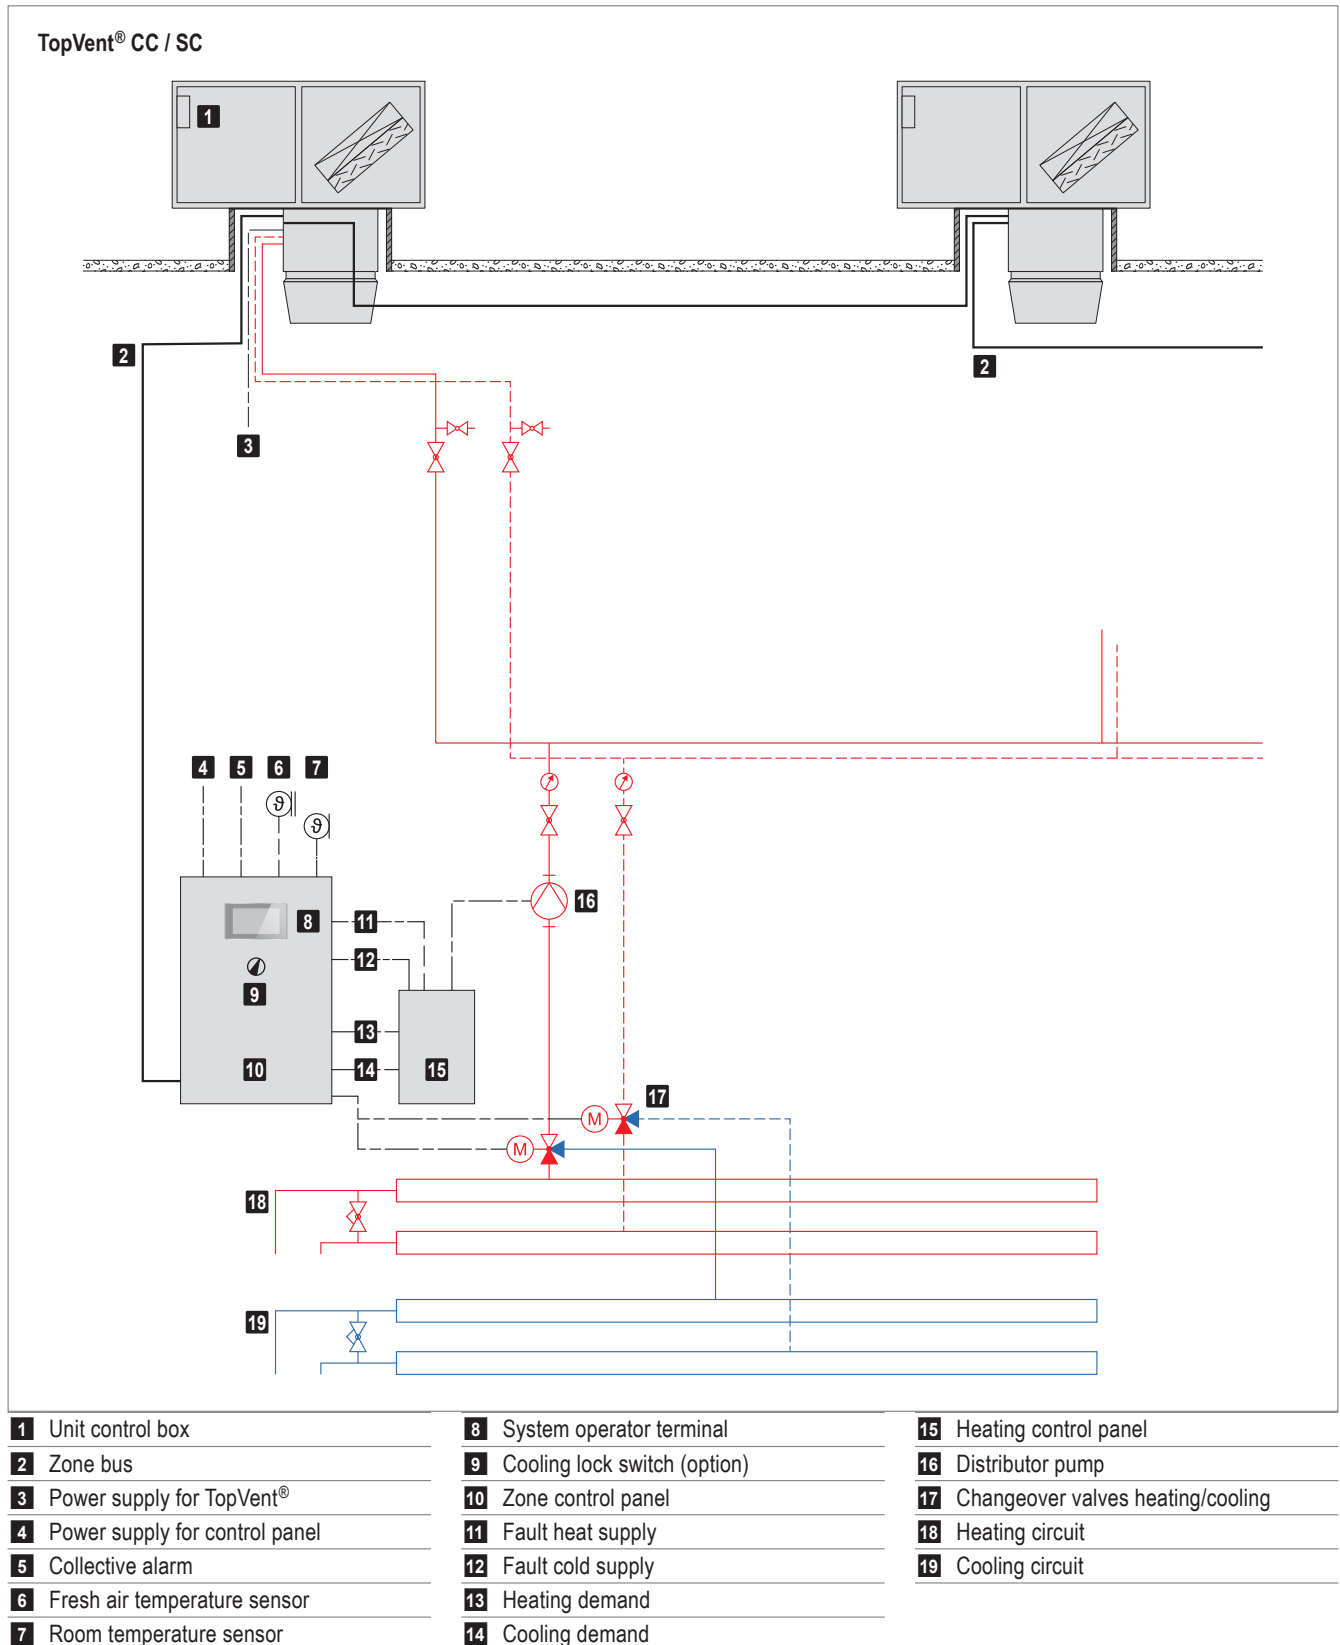 TopVent® CC / SC
1
2
2
3
4 5 6 7
ϑ
ϑ
8
11
16
12
9
13
10
14
15
17
M
M
18
19
1 Unit control box
2 Zone bus
3 Power supply for TopVent®
4 Power supply for control panel
5 Collective alarm
6 Fresh air temperature sensor
7 Room temperature sensor
8 System operator terminal
9 Cooling lock switch (option)
10 Zone control panel
11 Fault heat supply
12 Fault cold supply
13 Heating demand
14 Cooling demand
15 Heating control panel
16 Distributor pump
17 Changeover valves heating/cooling
18 Heating circuit
19 Cooling circuit